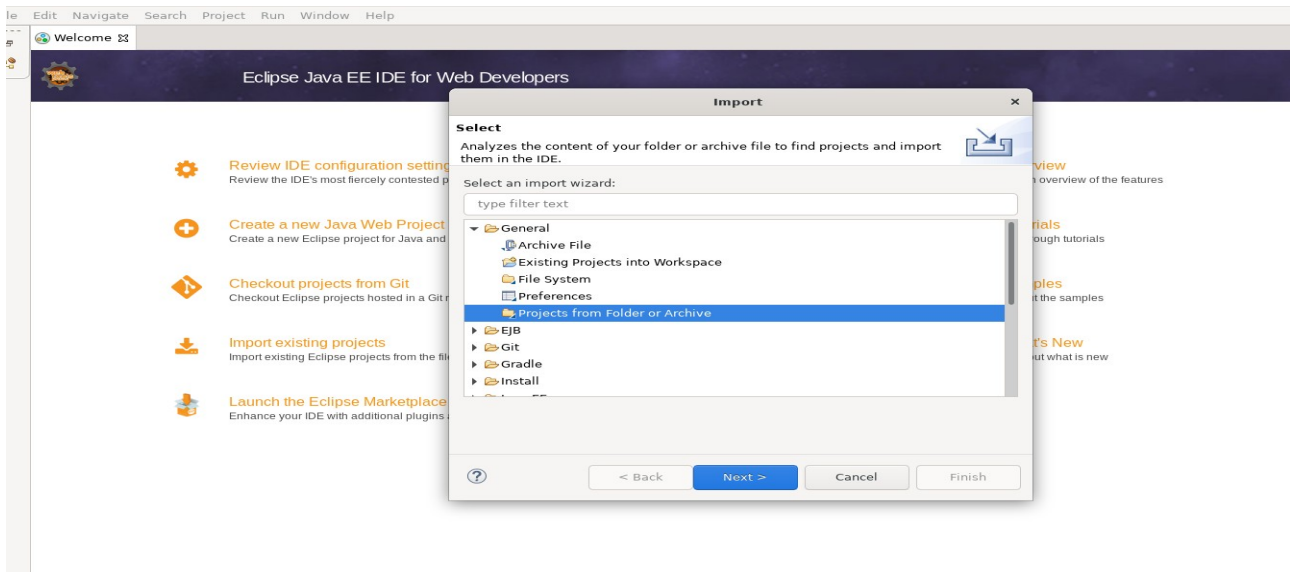 le Edit Navigate Search Project Run Window Help
Welcome
Eclipse Java EE IDE for Web Developers
Import
Select
Analyzes the content of your folder or archive file to find projects and import
them in the IDE.
Select an import wizard:
type filter text
General
Archive File
Existing Projects into Workspace
File System
Preferences
Projects from Folder or Archive
EJB
Git
Gradle
Install
< Back
Next >
Cancel
Finish
Review IDE configuration setting
Review the IDE's most fiercely contested p
Create a new Java Web Project
Create a new Eclipse project for Java and
Checkout projects from Git
Checkout Eclipse projects hosted in a Git r
Import existing projects
Import existing Eclipse projects from the file
Launch the Eclipse Marketplace
Enhance your IDE with additional plugins
view
overview of the features
rials
ough tutorials
ples
t the samples
t's New
ut what is new